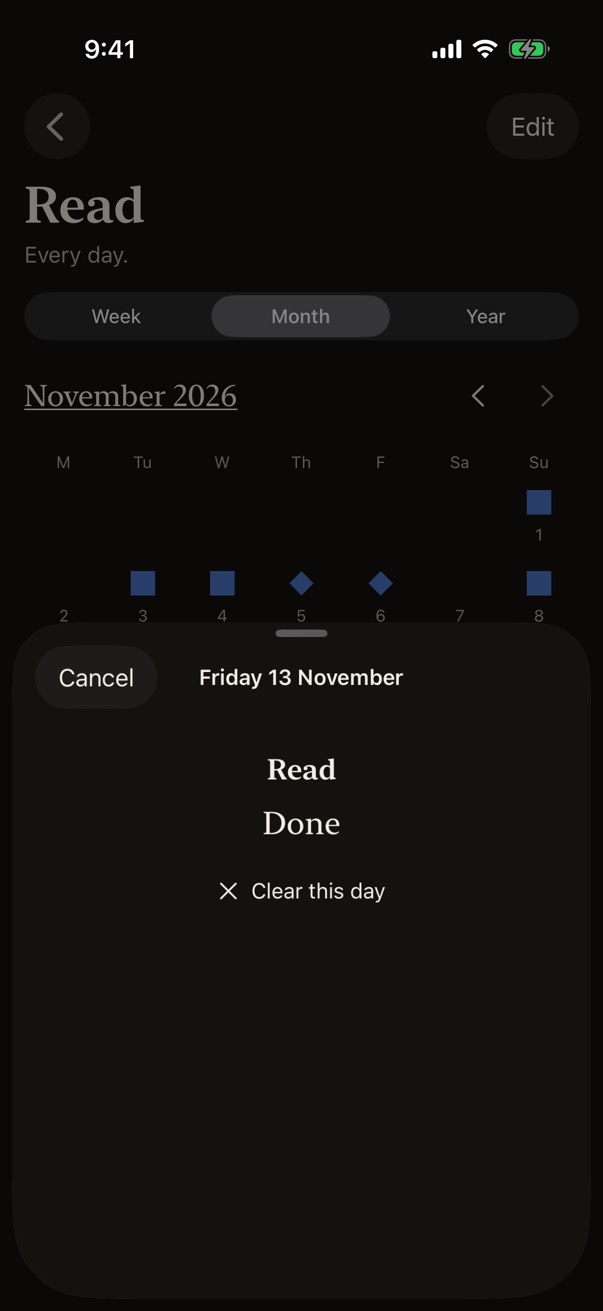 9:41
Edit
Read
Every day.
Week Month Year
November 2026
M Tu W Th F Sa Su
1
2 3 4 5 6 7 8
Cancel Friday 13 November
Read
Done
Clear this day